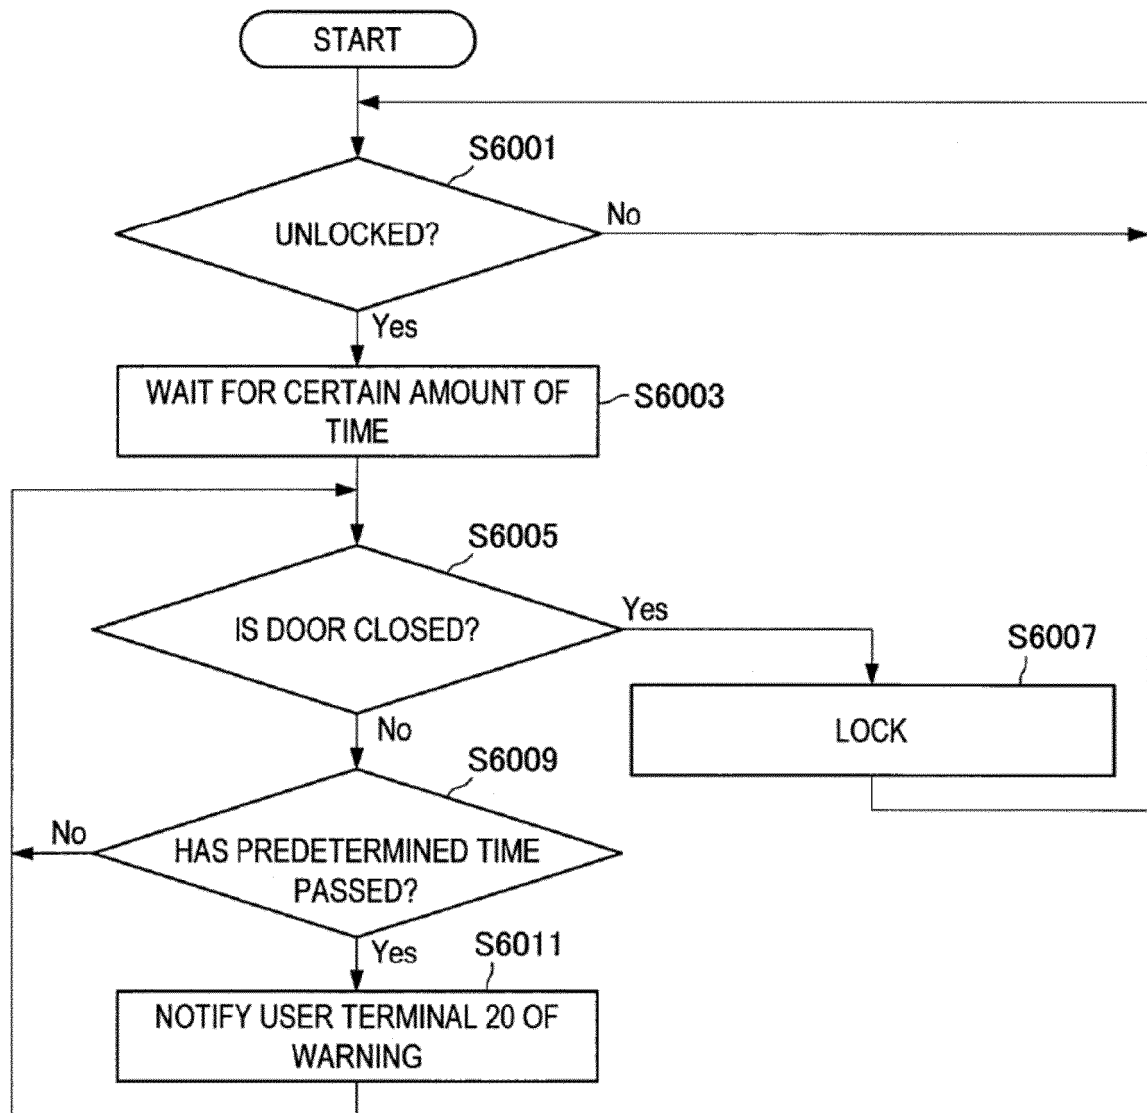 START
S6001
UNLOCKED?
No
Yes
WAIT FOR CERTAIN AMOUNT OF
TIME
S6003
S6005
IS DOOR CLOSED?
Yes
S6007
LOCK
No
S6009
No
HAS PREDETERMINED TIME
PASSED?
Yes
S6011
NOTIFY USER TERMINAL 20 OF
WARNING